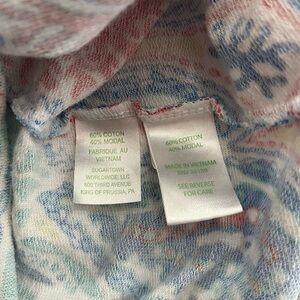 60% COTTON
40% MODAL
FABRIQUÉ AU
VIETNAM
SUGARTOWN
WORLDWIDE, LLC
800 THIRD AVENUE
KING OF PRUSSIA, PA
60% COTTON
40% MODAL
MADE IN VIETNAM
SEE REVERSE
FOR CARE